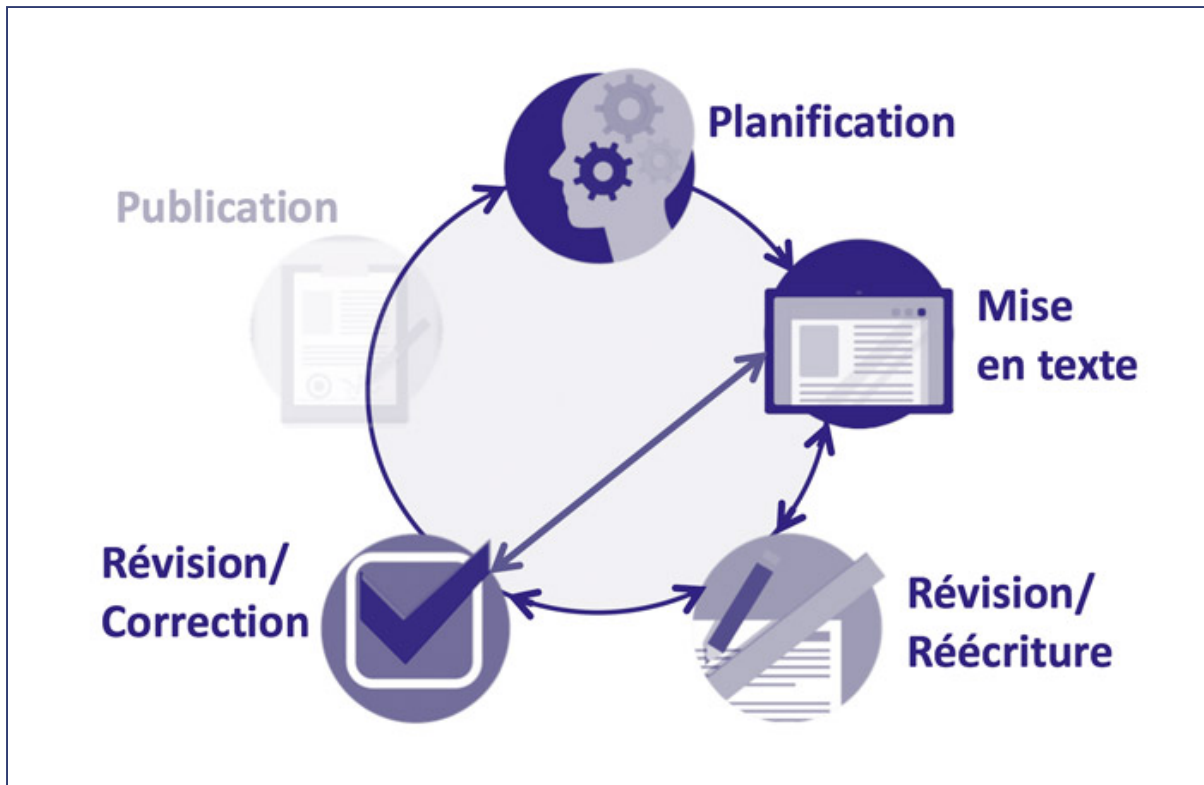 Planification
Publication
Mise
en texte
Révision/
Correction
Révision/
Réécriture